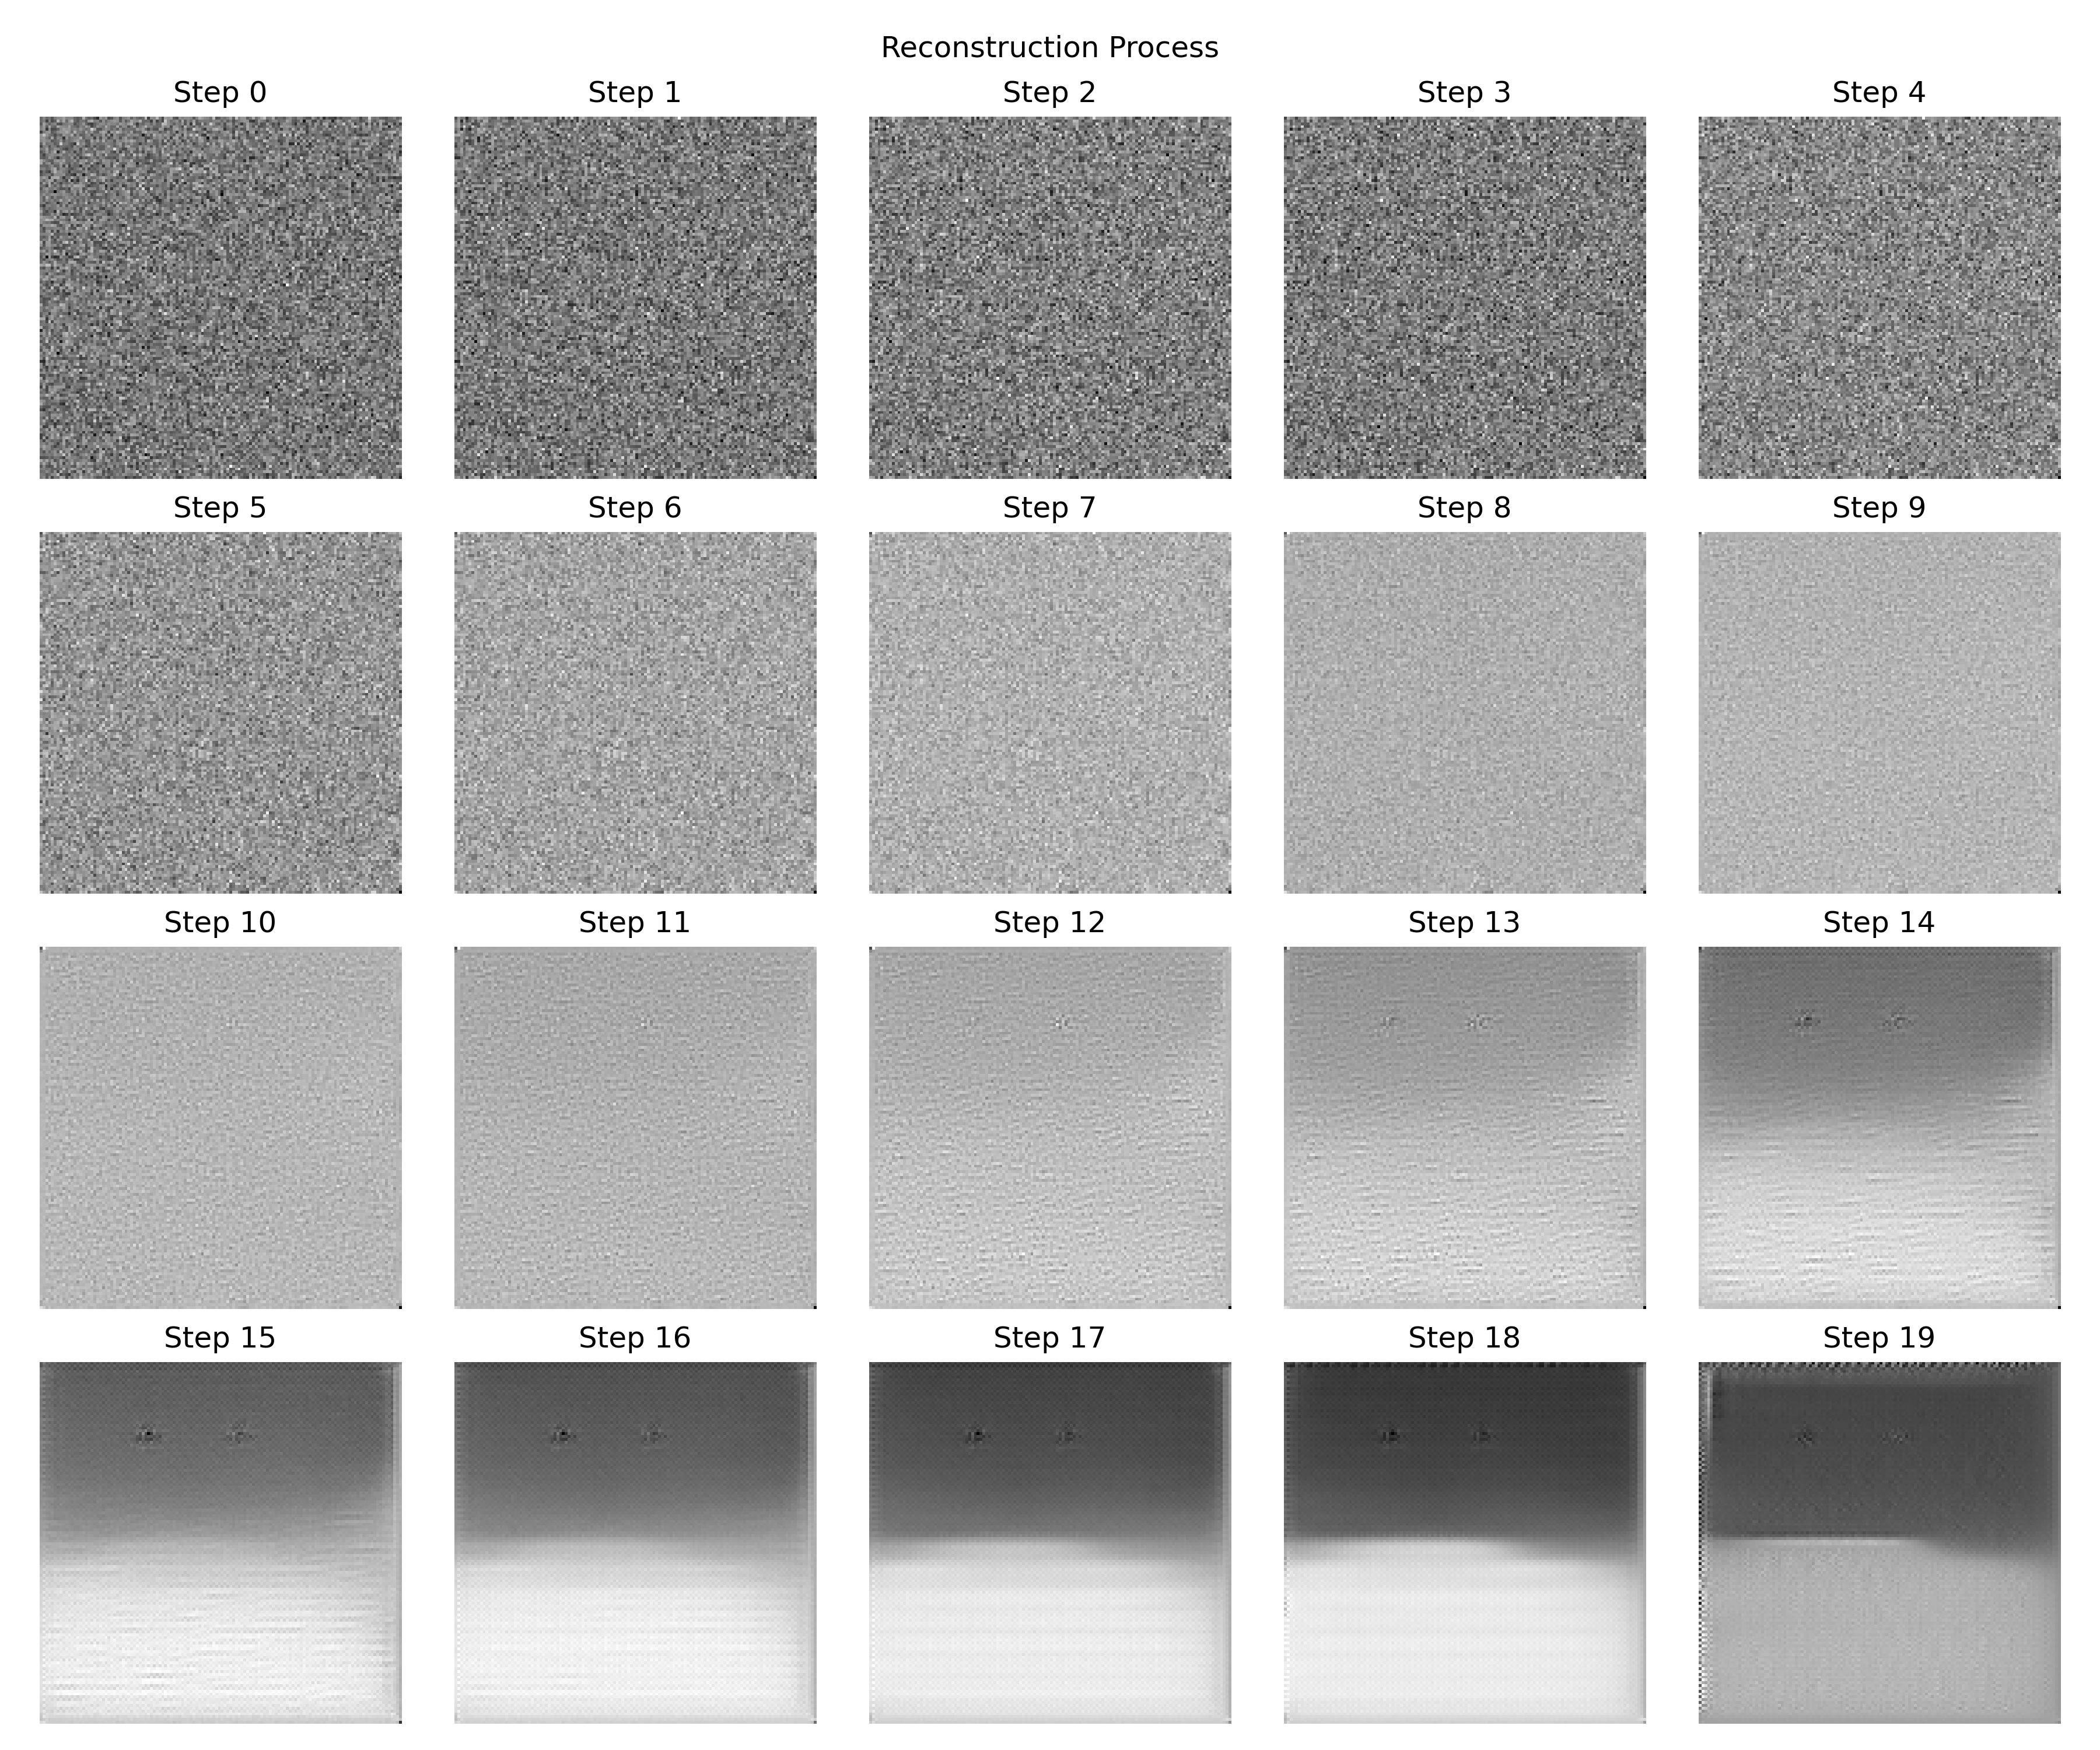 Reconstruction Process
Step 0 Step 1 Step 2 Step 3 Step 4
Step 5 Step 6 Step 7 Step 8 Step 9
Step 10 Step 11 Step 12 Step 13 Step 14
Step 15 Step 16 Step 17 Step 18 Step 19